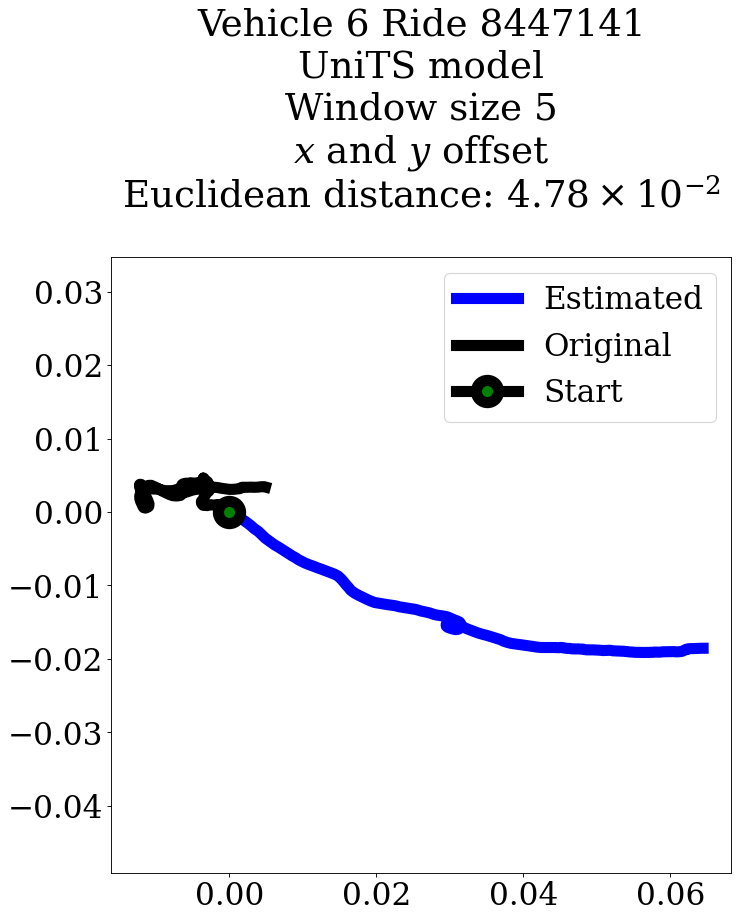 Vehicle 6 Ride 8447141
UniTS model
Window size 5
x and y offset
Euclidean distance: 4.78 × 10⁻²
Estimated
Original
Start
0.03
0.02
0.01
0.00
−0.01
−0.02
−0.03
−0.04
0.00 0.02 0.04 0.06